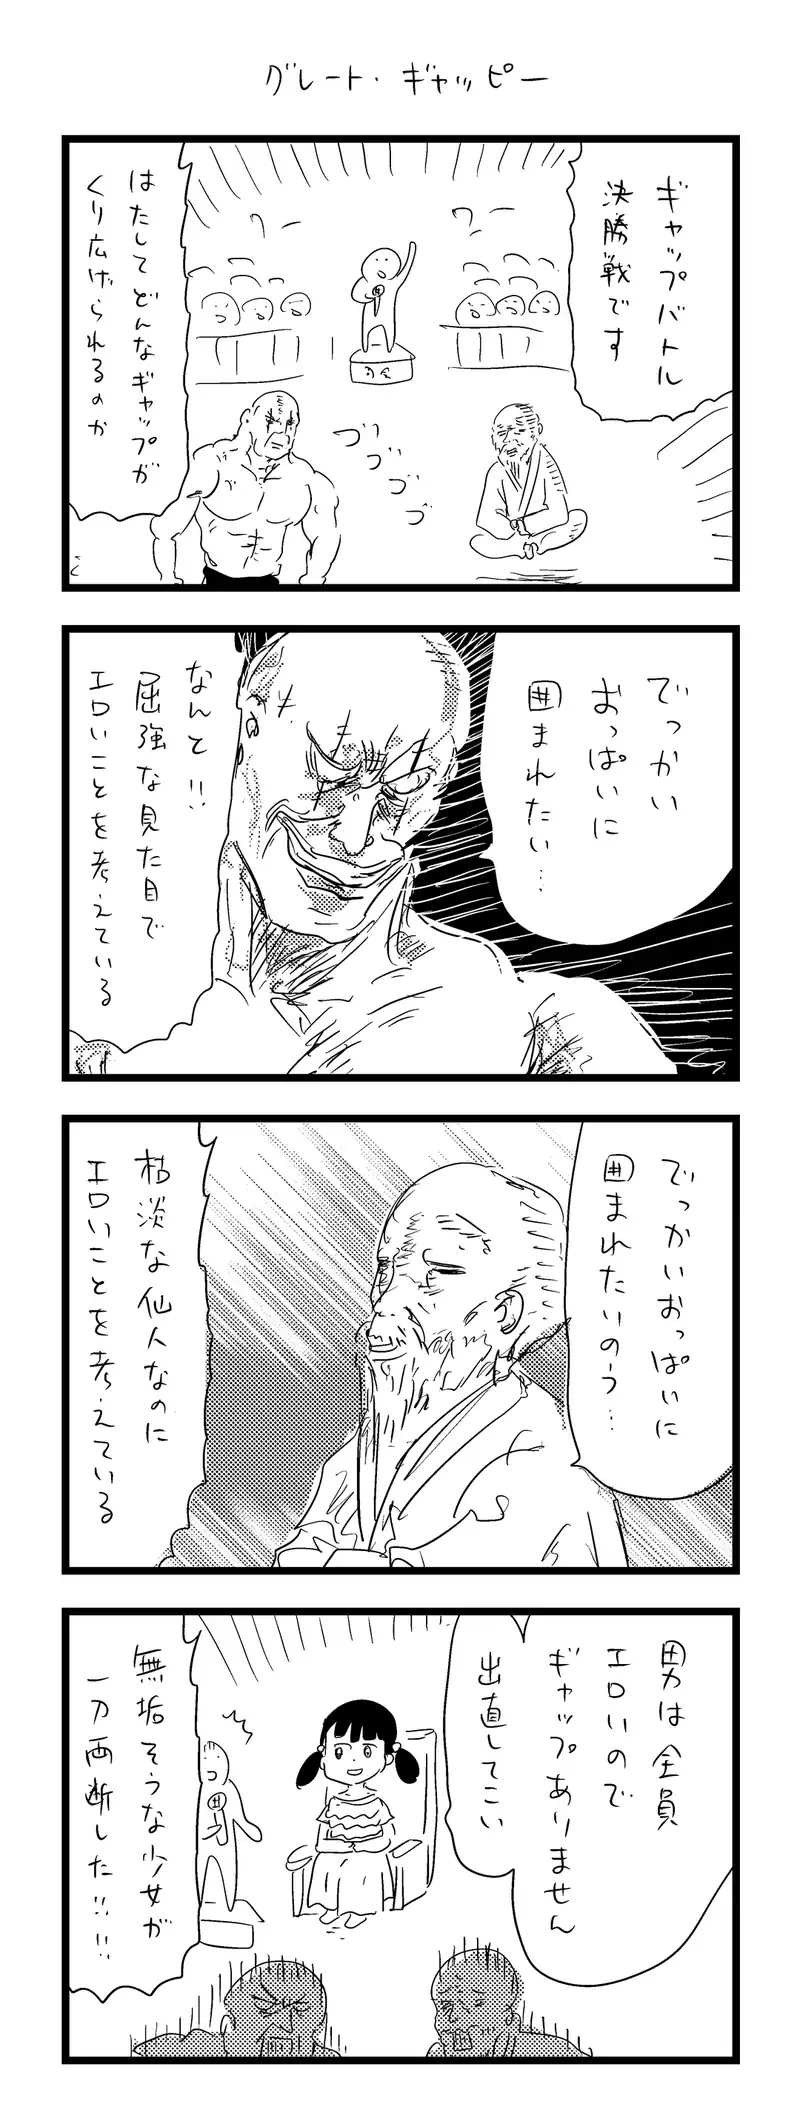 グレート・ギャッピー
ギャップバトル
決勝戦です
ワー
ワー
司会
はたしてどんなギャップが
くり広げられるのか
づづづづ
でっかい
おっぱいに
囲まれたい…
なんと!!
屈強な見た目で
エロいことを考えている
でっかいおっぱいに
囲まれたいのう…
枯淡な仙人なのに
エロいことを考えている
男は全員
エロいので
ギャップありません
出直してこい
無垢そうな少女が
一刀両断した!!!!